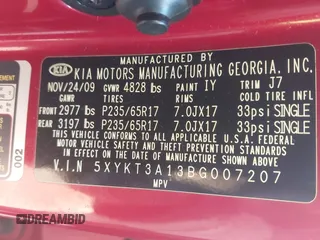 MANUFACTURED BY
KIA KIA MOTORS MANUFACTURING GEORGIA, INC.
NOV/24/09 GVWR 4828 lbs PAINT IY TRIM J7
GAWR TIRES RIMS COLD TIRE INFL
FRONT 2977 lbs P235/65R17 7.0JX17 33psi SINGLE
REAR 3197 lbs P235/65R17 7.0JX17 33psi SINGLE
THIS VEHICLE CONFORMS TO ALL APPLICABLE U.S.A. FEDERAL
MOTOR VEHICLE SAFETY AND THEFT PREVENTION STANDARDS IN
EFFECT ON THE DATE OF MANUFACTURE SHOWN ABOVE.
V.I.N 5XYKT3A13BG007207
MPV
002
DREAMBID